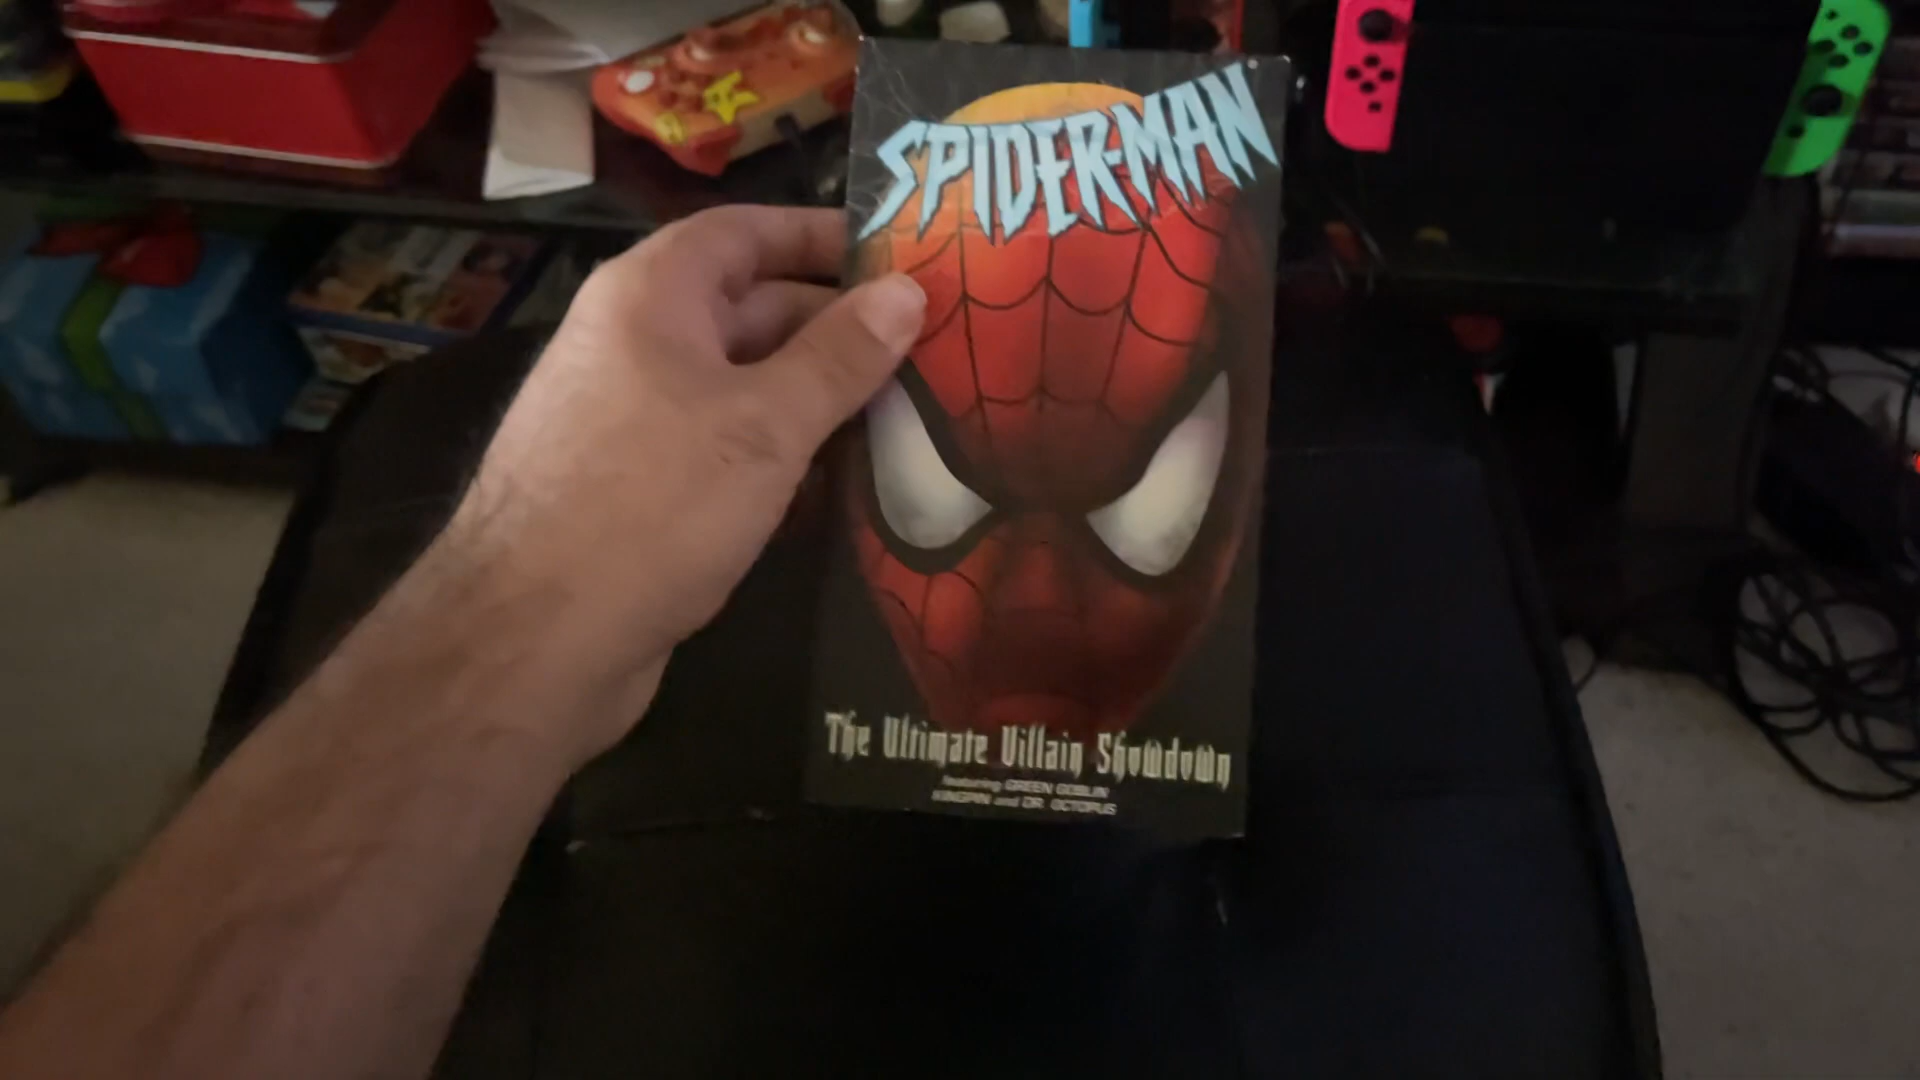 SPIDER-MAN
The Ultimate Villain Showdown
featuring GREEN GOBLIN
KINGPIN and DR. OCTOPUS